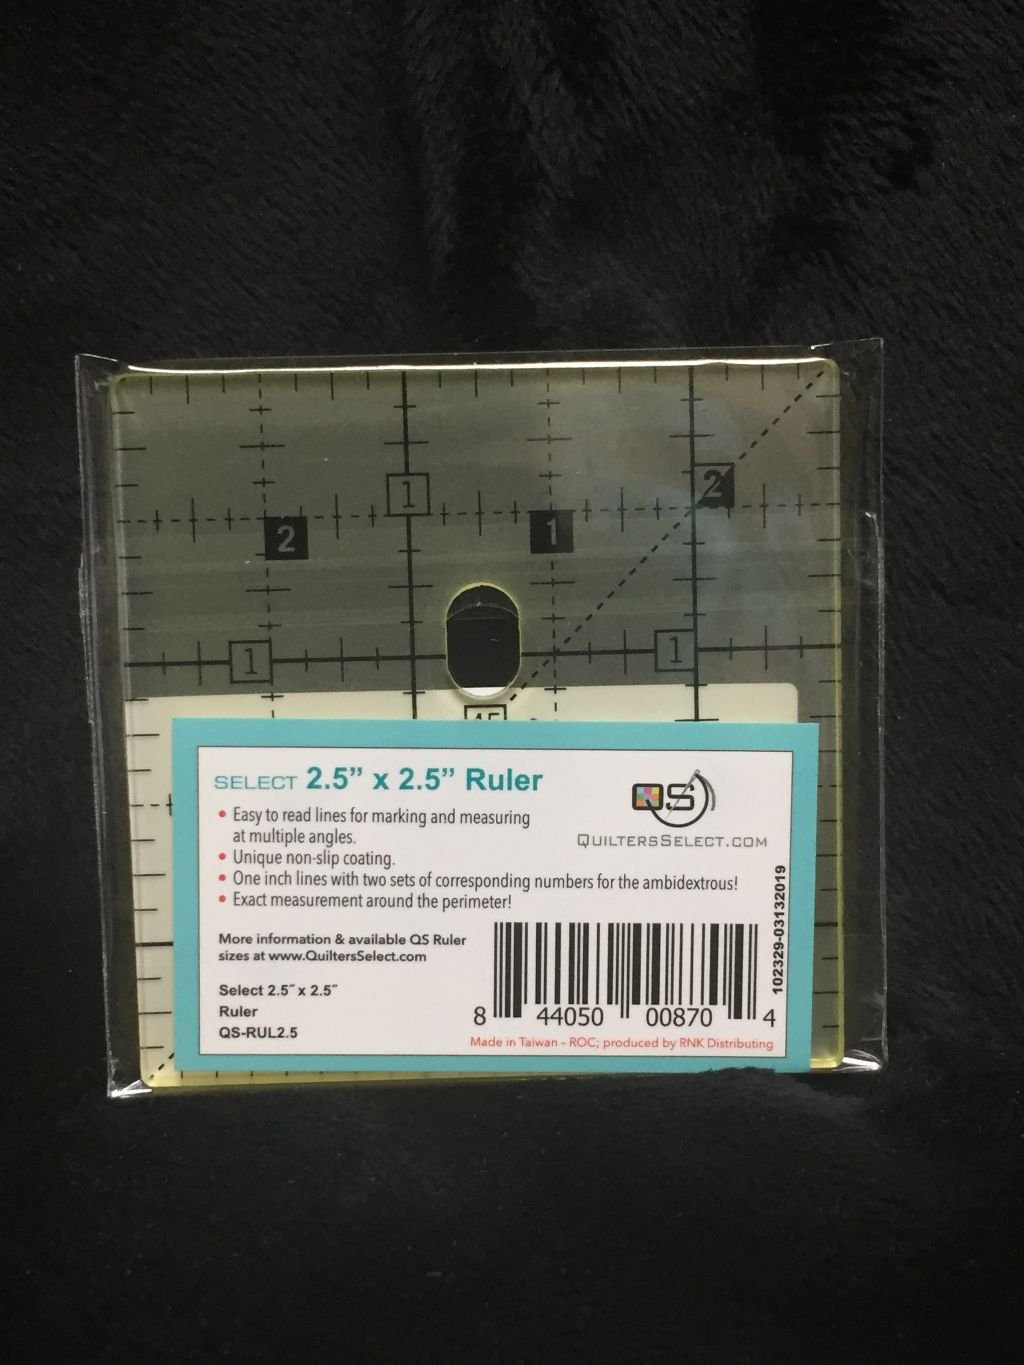 1
2
2
1
1
1
45
SELECT 2.5" x 2.5" Ruler
QS
QUILTERSSELECT.COM
• Easy to read lines for marking and measuring
at multiple angles.
• Unique non-slip coating.
• One inch lines with two sets of corresponding numbers for the ambidextrous!
• Exact measurement around the perimeter!
More information & available QS Ruler
sizes at www.QuiltersSelect.com
Select 2.5˝ x 2.5˝
Ruler
QS-RUL2.5
8 44050 00870 4
Made in Taiwan - ROC; produced by RNK Distributing
102329-03132019